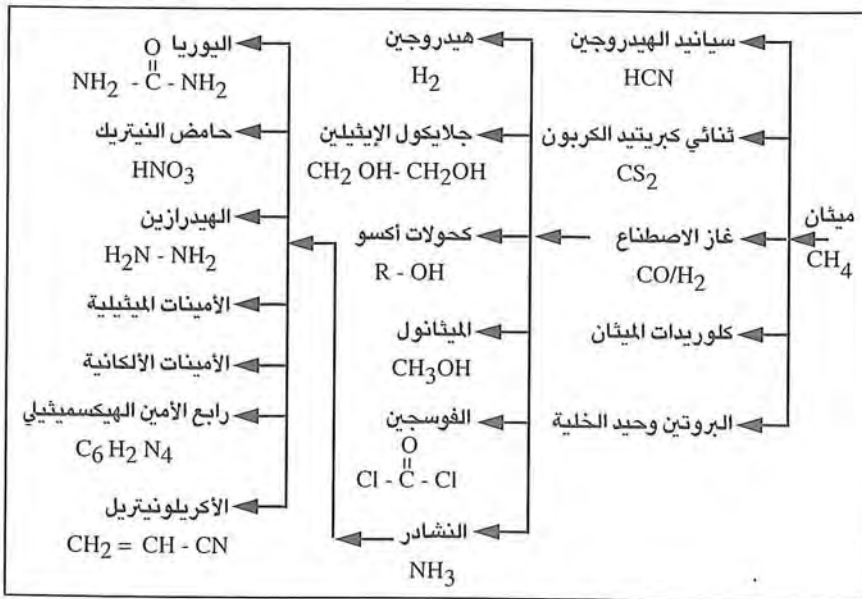 ميثان
CH4
سيانيد الهيدروجين
HCN
ثنائي كبريتيد الكربون
CS2
غاز الاصطناع
CO/H2
كلوريدات الميثان
البروتين وحيد الخلية
هيدروجين
H2
جلايكول الإيثيلين
CH2 OH- CH2OH
كحولات أكسو
R - OH
الميثانول
CH3OH
الفوسجين
O
Cl - C - Cl
النشادر
NH3
اليوريا
O
NH2 - C - NH2
حامض النيتريك
HNO3
الهيدرازين
H2N - NH2
الأمينات الميثيلية
الأمينات الألكانية
رابع الأمين الهيكسميثيلي
C6 H2 N4
الأكريلونيتريل
CH2 = CH - CN